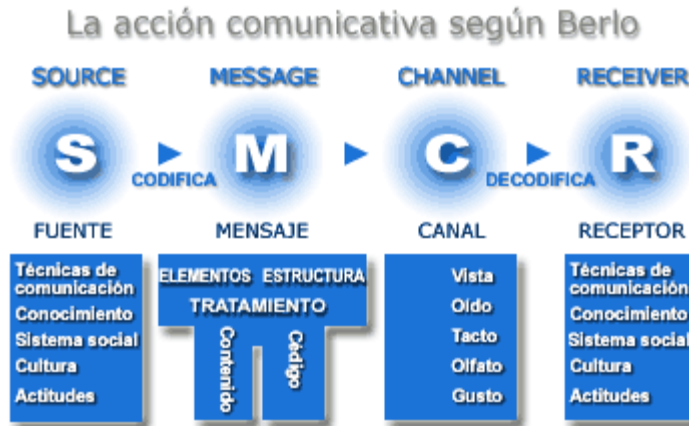 La acción comunicativa según Berlo
SOURCE MESSAGE CHANNEL RECEIVER
S M C R
CODIFICA DECODIFICA
FUENTE MENSAJE CANAL RECEPTOR
Técnicas de
comunicación
Conocimiento
Sistema social
Cultura
Actitudes
ELEMENTOS ESTRUCTURA
TRATAMIENTO
Contenido
Código
Vista
Oído
Tacto
Olfato
Gusto
Técnicas de
comunicación
Conocimiento
Sistema social
Cultura
Actitudes